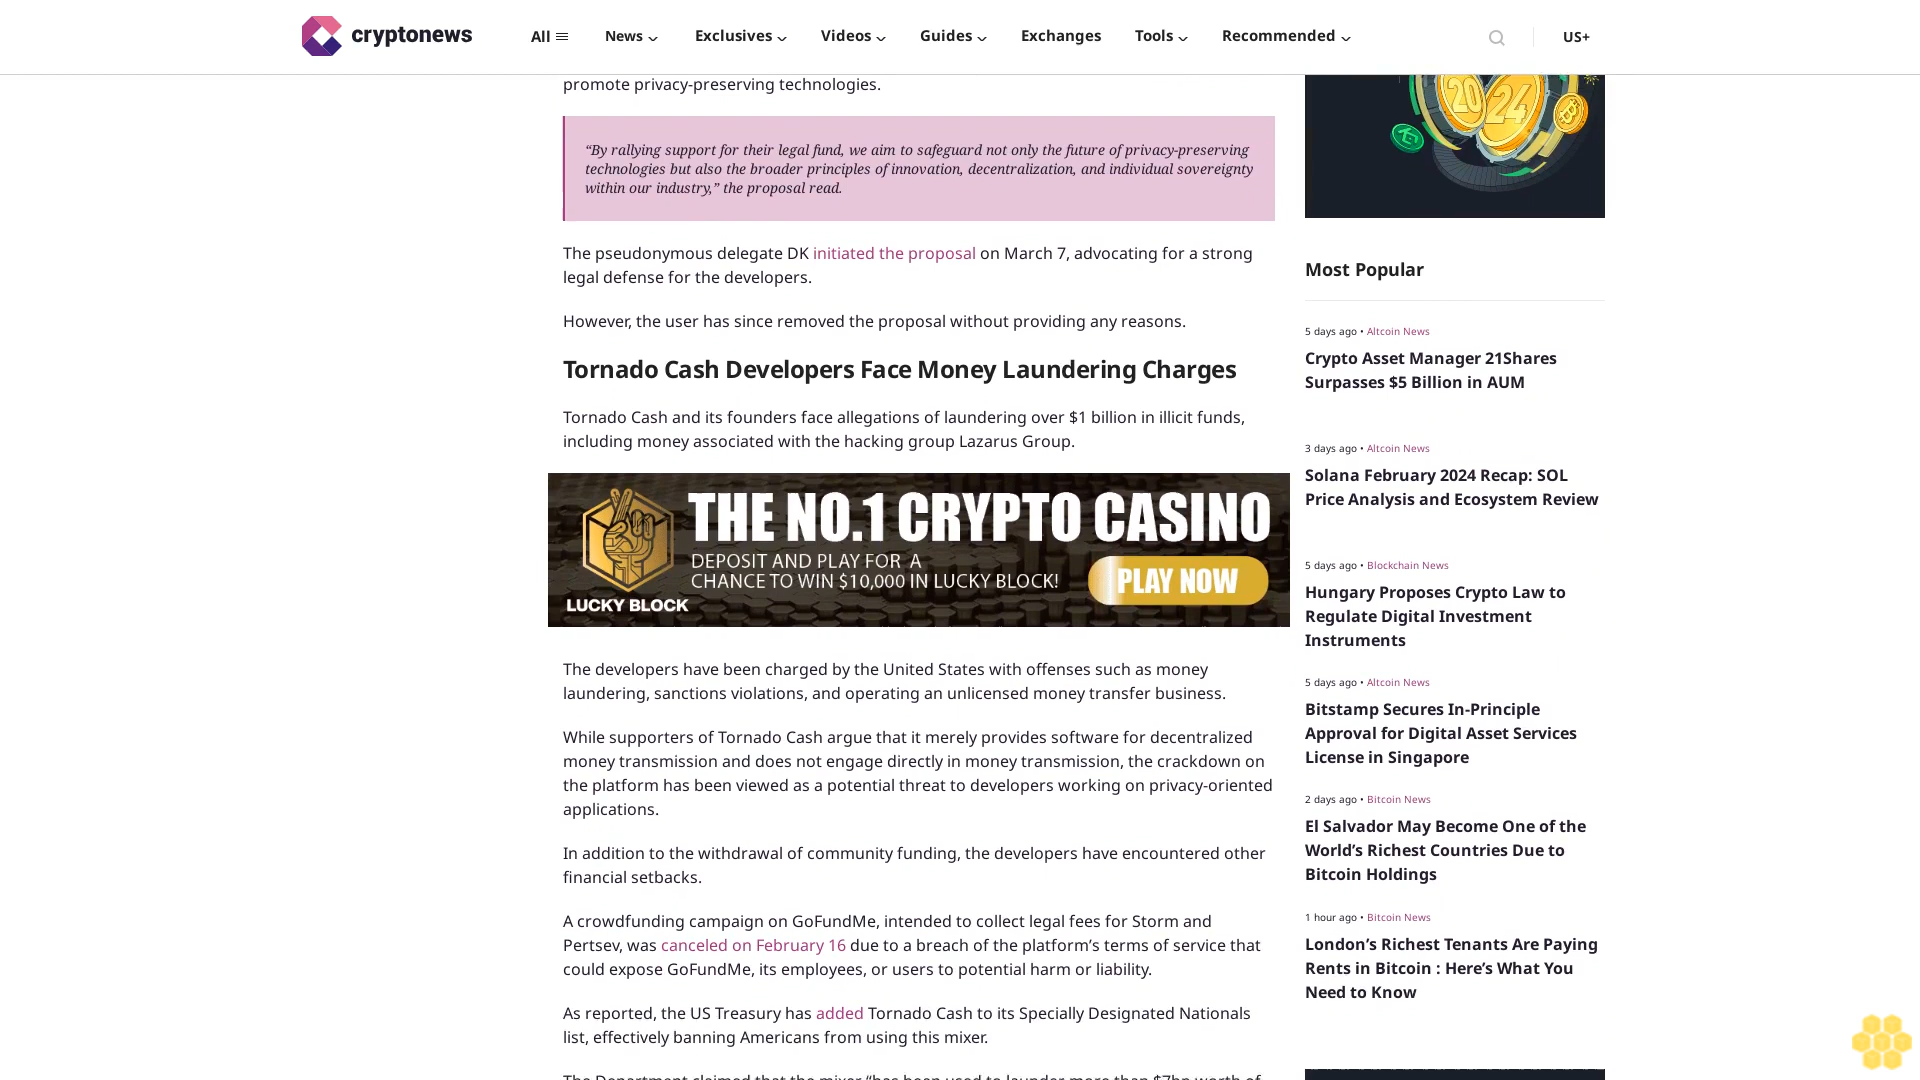 cryptonews
All
News
Exclusives
Videos
Guides
Exchanges
Tools
Recommended
US+
promote privacy-preserving technologies.
“By rallying support for their legal fund, we aim to safeguard not only the future of privacy-preserving
technologies but also the broader principles of innovation, decentralization, and individual sovereignty
within our industry,” the proposal read.
The pseudonymous delegate DK initiated the proposal on March 7, advocating for a strong
legal defense for the developers.
However, the user has since removed the proposal without providing any reasons.
Tornado Cash Developers Face Money Laundering Charges
Tornado Cash and its founders face allegations of laundering over $1 billion in illicit funds,
including money associated with the hacking group Lazarus Group.
THE NO.1 CRYPTO CASINO
DEPOSIT AND PLAY FOR A
CHANCE TO WIN $10,000 IN LUCKY BLOCK!
PLAY NOW
LUCKY BLOCK
The developers have been charged by the United States with offenses such as money
laundering, sanctions violations, and operating an unlicensed money transfer business.
While supporters of Tornado Cash argue that it merely provides software for decentralized
money transmission and does not engage directly in money transmission, the crackdown on
the platform has been viewed as a potential threat to developers working on privacy-oriented
applications.
In addition to the withdrawal of community funding, the developers have encountered other
financial setbacks.
A crowdfunding campaign on GoFundMe, intended to collect legal fees for Storm and
Pertsev, was canceled on February 16 due to a breach of the platform’s terms of service that
could expose GoFundMe, its employees, or users to potential harm or liability.
As reported, the US Treasury has added Tornado Cash to its Specially Designated Nationals
list, effectively banning Americans from using this mixer.
The Department claimed that the mixer “has been used to launder more than $7bn worth of
20 24
Most Popular
5 days ago • Altcoin News
Crypto Asset Manager 21Shares
Surpasses $5 Billion in AUM
3 days ago • Altcoin News
Solana February 2024 Recap: SOL
Price Analysis and Ecosystem Review
5 days ago • Blockchain News
Hungary Proposes Crypto Law to
Regulate Digital Investment
Instruments
5 days ago • Altcoin News
Bitstamp Secures In-Principle
Approval for Digital Asset Services
License in Singapore
2 days ago • Bitcoin News
El Salvador May Become One of the
World’s Richest Countries Due to
Bitcoin Holdings
1 hour ago • Bitcoin News
London’s Richest Tenants Are Paying
Rents in Bitcoin : Here’s What You
Need to Know